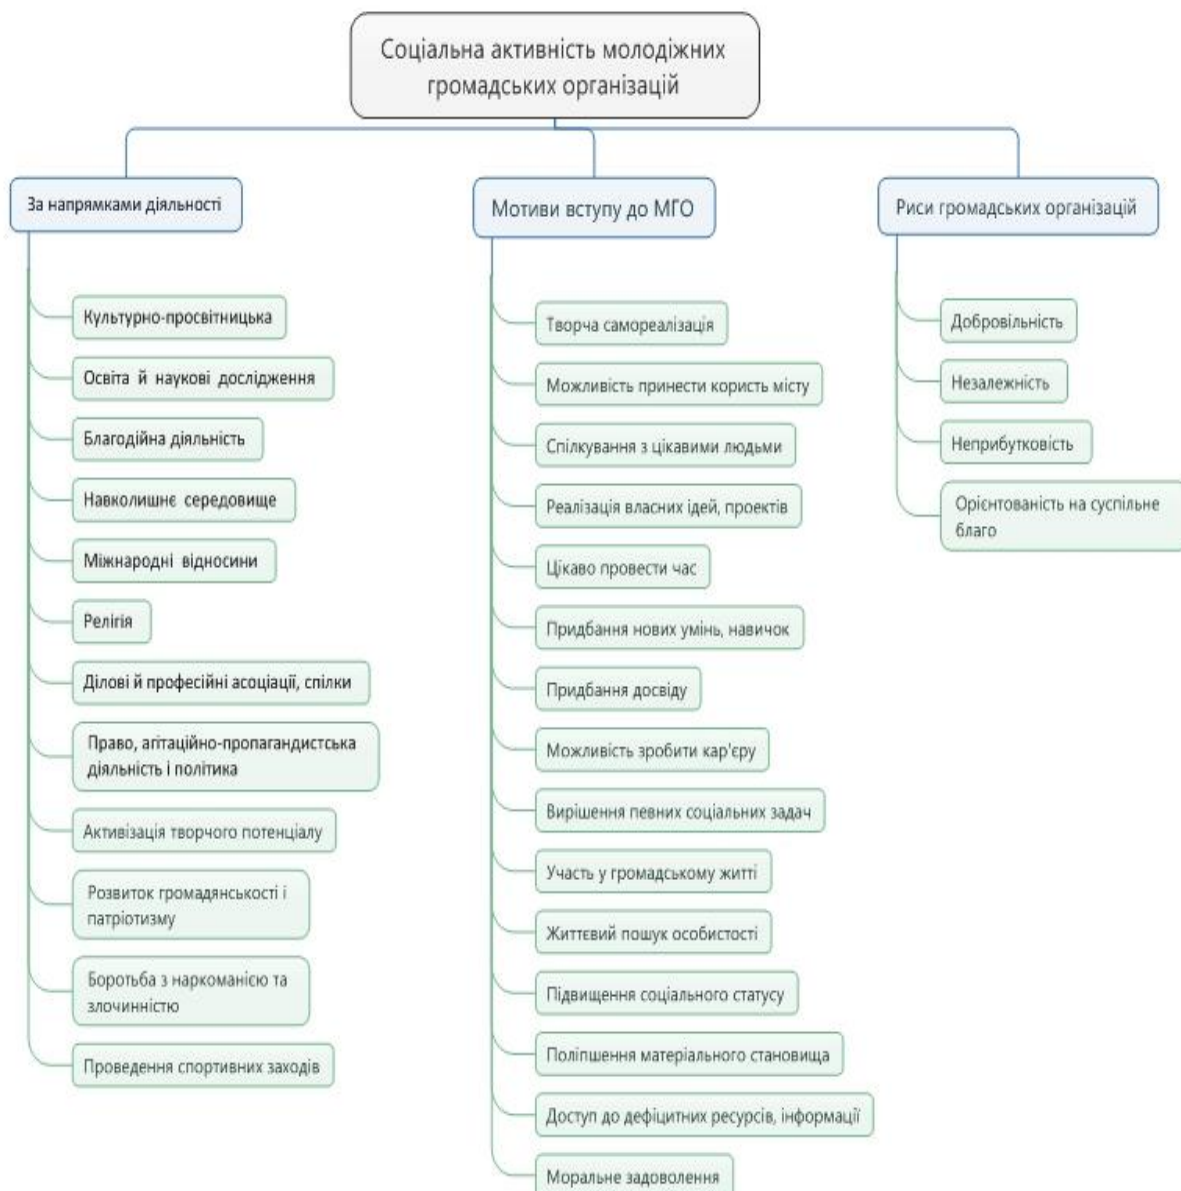 Соціальна активність молодіжних
громадських організацій
За напрямками діяльності
Культурно-просвітницька
Освіта й наукові дослідження
Благодійна діяльність
Навколишнє середовище
Міжнародні відносини
Релігія
Ділові й професійні асоціації, спілки
Право, агітаційно-пропагандистська
діяльність і політика
Активізація творчого потенціалу
Розвиток громадянськості і
патріотизму
Боротьба з наркоманією та
злочинністю
Проведення спортивних заходів
Мотиви вступу до МГО
Творча самореалізація
Можливість принести користь місту
Спілкування з цікавими людьми
Реалізація власних ідей, проектів
Цікаво провести час
Придбання нових умінь, навичок
Придбання досвіду
Можливість зробити кар'єру
Вирішення певних соціальних задач
Участь у громадському житті
Життєвий пошук особистості
Підвищення соціального статусу
Поліпшення матеріального становища
Доступ до дефіцитних ресурсів, інформації
Моральне задоволення
Риси громадських організацій
Добровільність
Незалежність
Неприбутковість
Орієнтованість на суспільне
благо